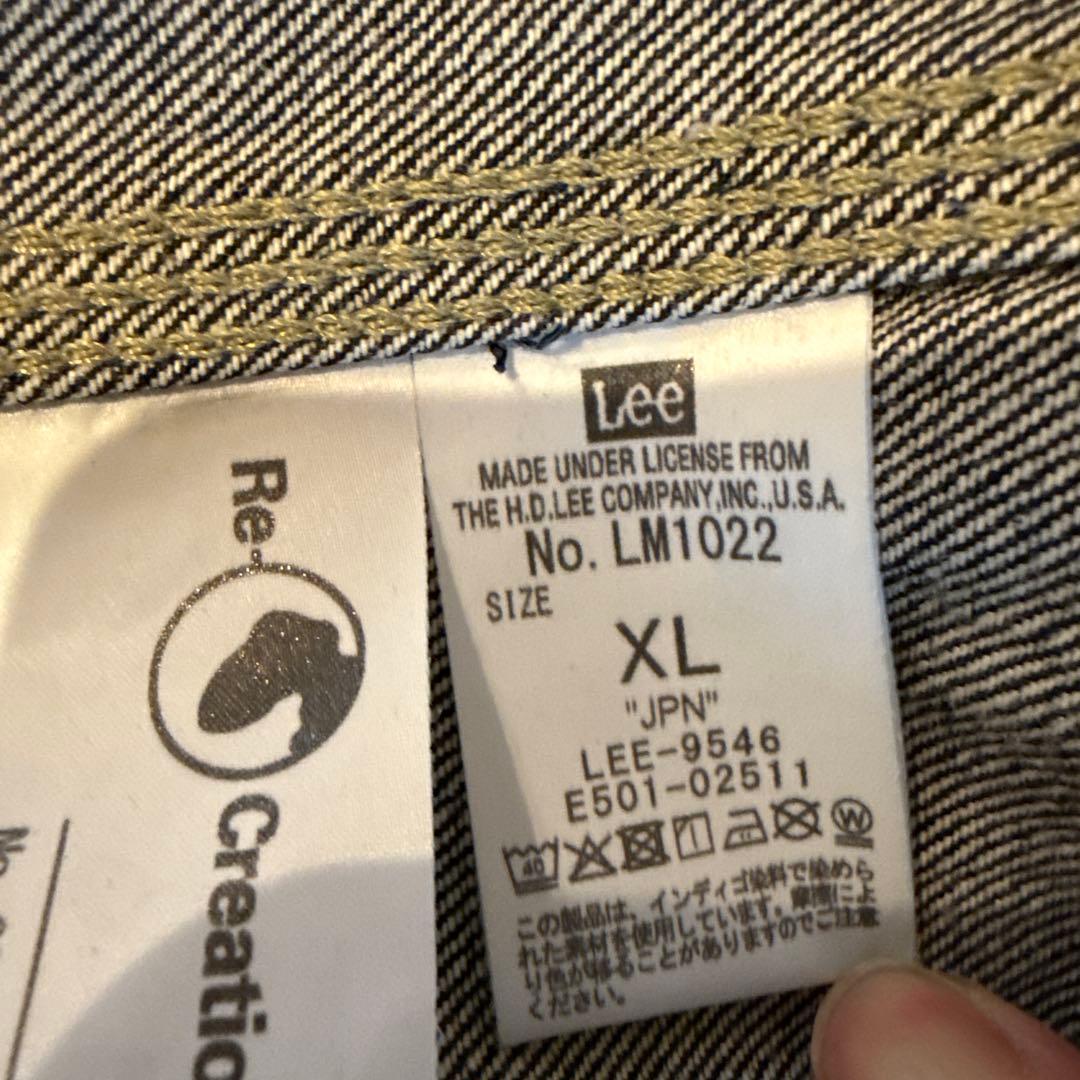 Re-
Creatio
Lee
MADE UNDER LICENSE FROM
THE H.D.LEE COMPANY,INC.,U.S.A.
No. LM1022
SIZE
XL
"JPN"
LEE-9546
E501-02511
40
W
この製品は、インディゴ染料で染めら
れた素材を使用しています。摩擦によ
り色が移ることがありますのでご注意
ください。